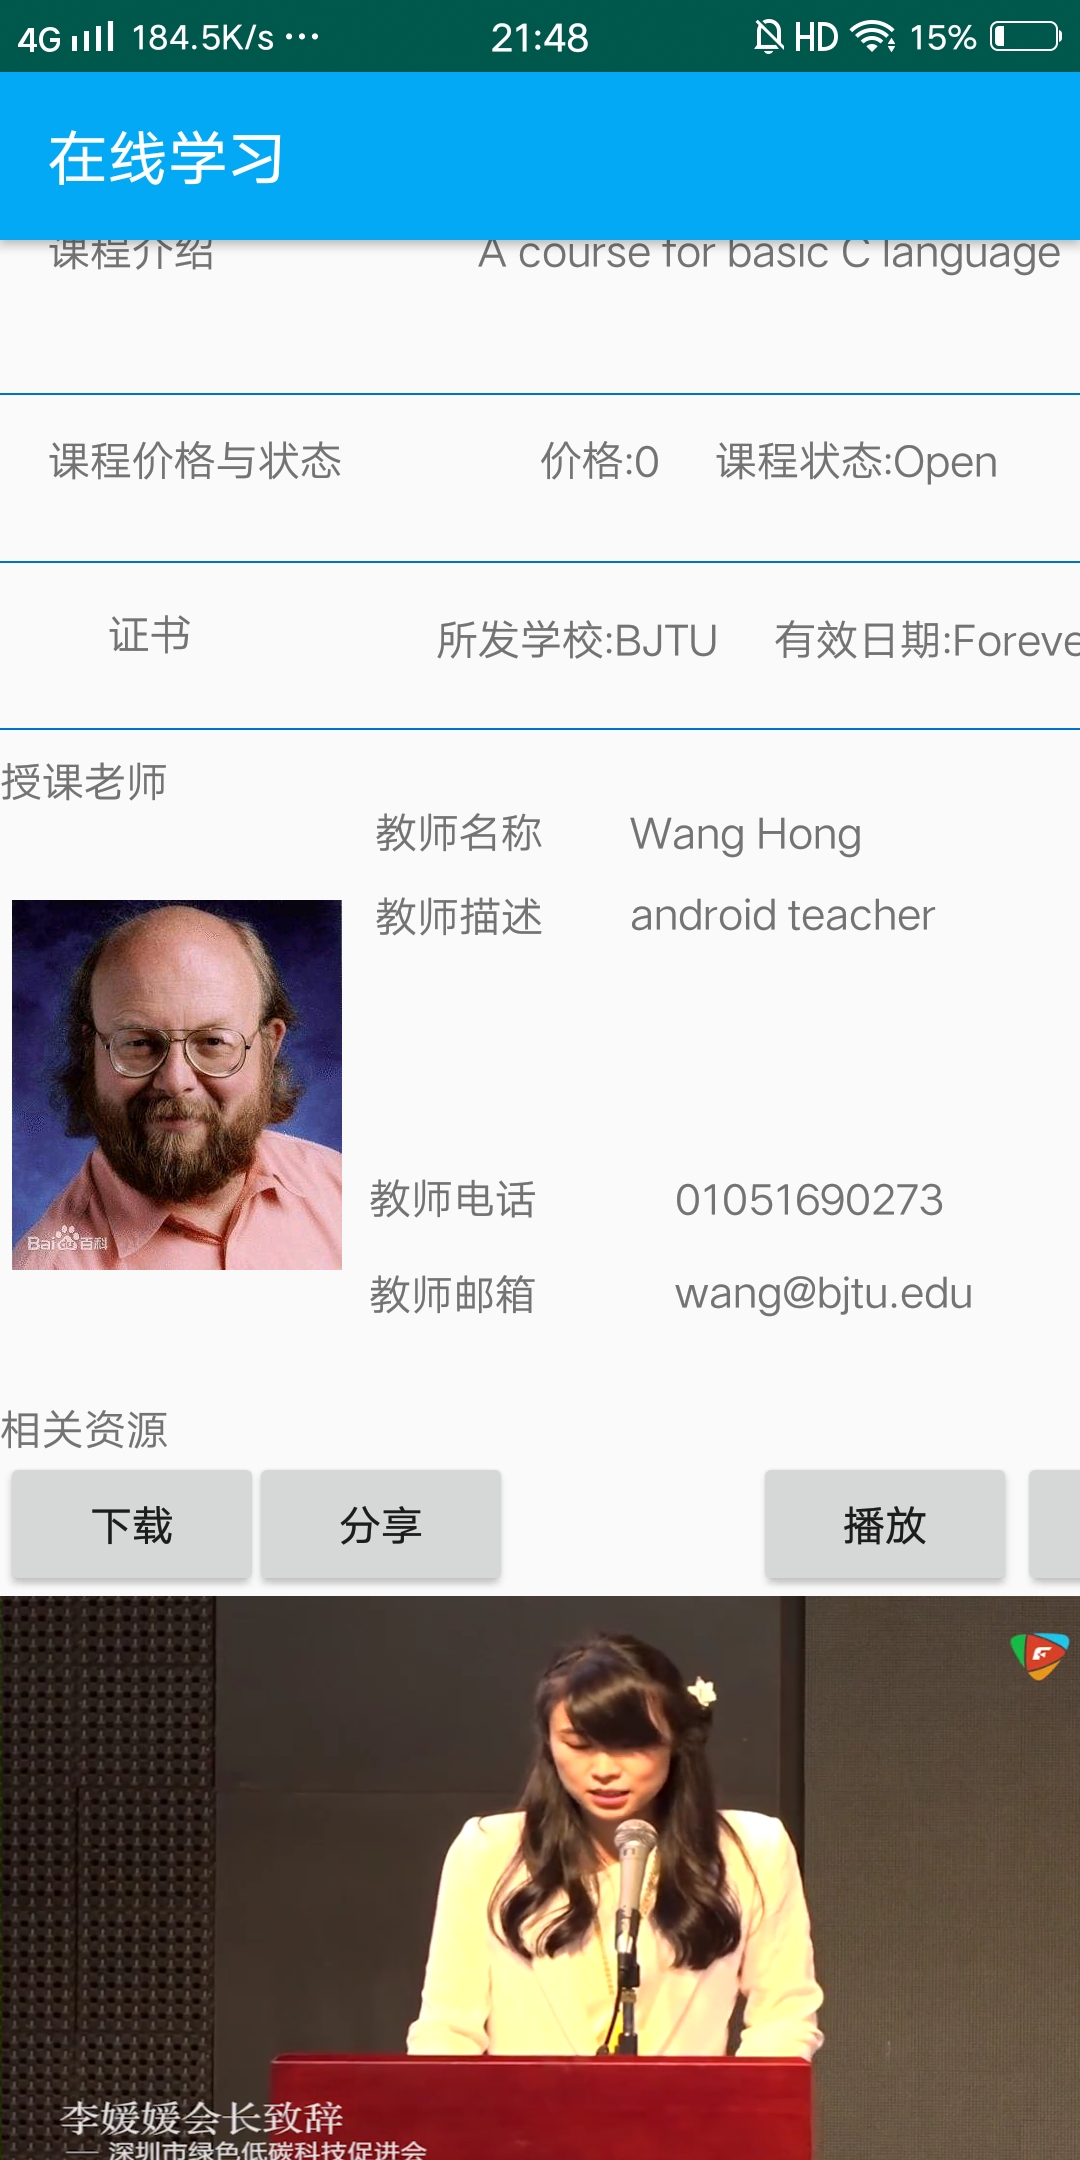 4G 184.5K/s ... 21:48 HD 15%
在线学习
课程介绍 A course for basic C language
课程价格与状态 价格:0 课程状态:Open
证书 所发学校:BJTU 有效日期:Foreve
授课老师
教师名称 Wang Hong
教师描述 android teacher
Bai du 百科
教师电话 01051690273
教师邮箱 wang@bjtu.edu
相关资源
下载 分享 播放
F
李媛媛会长致辞
— 深圳市绿色低碳科技促进会